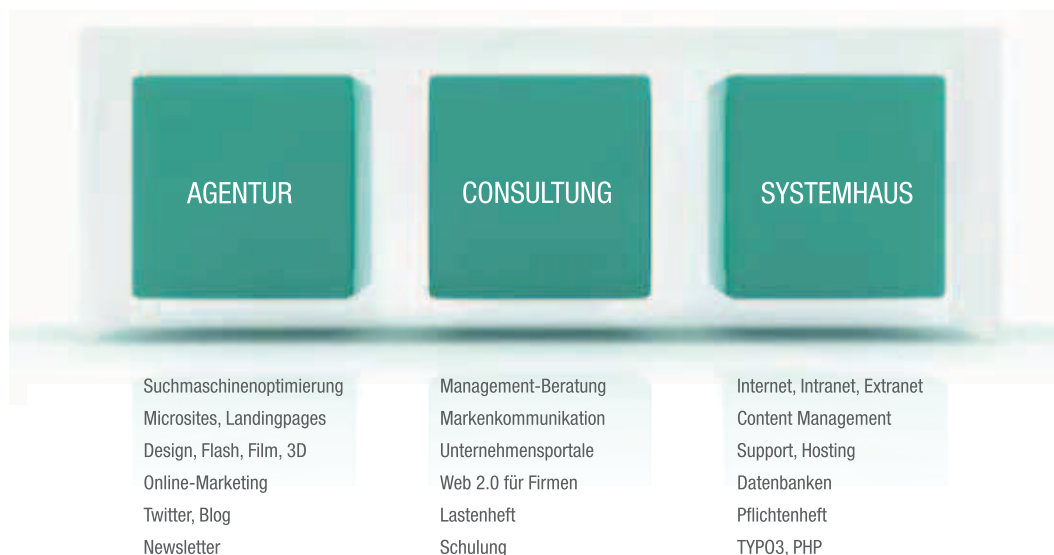 AGENTUR
Suchmaschinenoptimierung
Microsites, Landingpages
Design, Flash, Film, 3D
Online-Marketing
Twitter, Blog
Newsletter
CONSULTUNG
Management-Beratung
Markenkommunikation
Unternehmensportale
Web 2.0 für Firmen
Lastenheft
Schulung
SYSTEMHAUS
Internet, Intranet, Extranet
Content Management
Support, Hosting
Datenbanken
Pflichtenheft
TYPO3, PHP